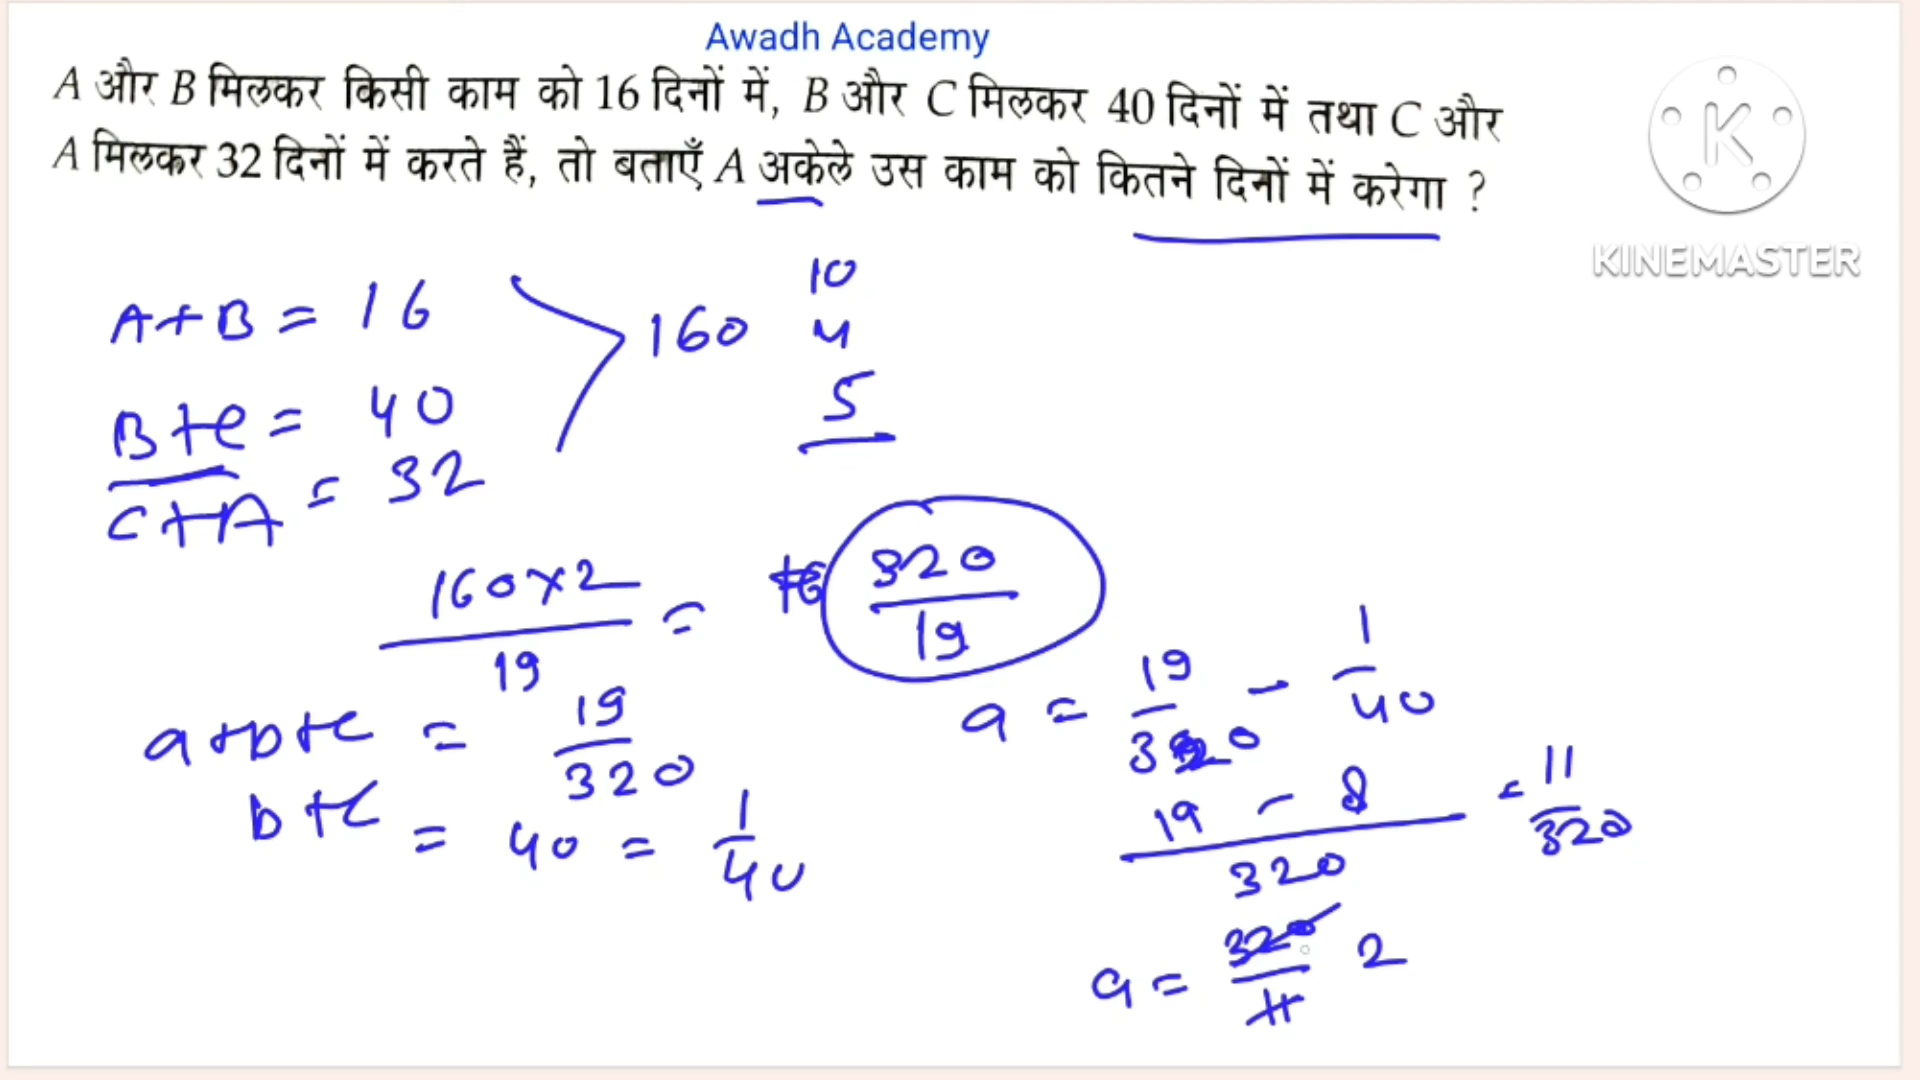 Awadh Academy
A और B मिलकर किसी काम को 16 दिनों में, B और C मिलकर 40 दिनों में तथा C और
A मिलकर 32 दिनों में करते हैं, तो बताएँ A अकेले उस काम को कितने दिनों में करेगा ?
K
KINEMASTER
A+B = 16
B+C = 40
C+A = 32
160
10
4
5
160×2
19
=
320
19
a+b+c = 19
320
b+c = 40 = 1
40
a = 19 - 1
320 40
19 - 8 = 11
320 320
a = 320 2
11